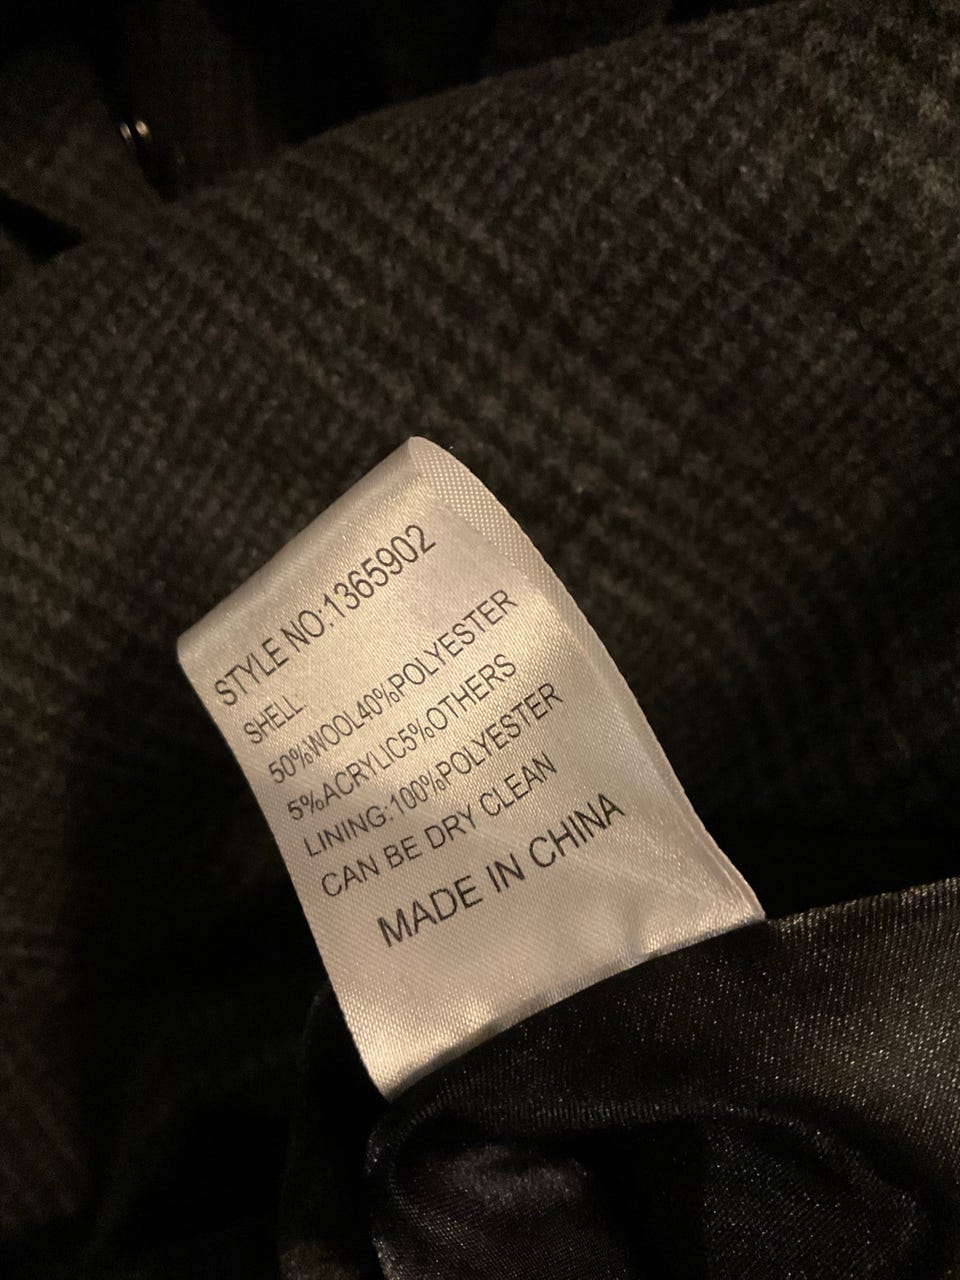 STYLE NO:1365902
SHELL:
50%WOOL40%POLYESTER
5%ACRYLIC5%OTHERS
LINING:100%POLYESTER
CAN BE DRY CLEAN
MADE IN CHINA